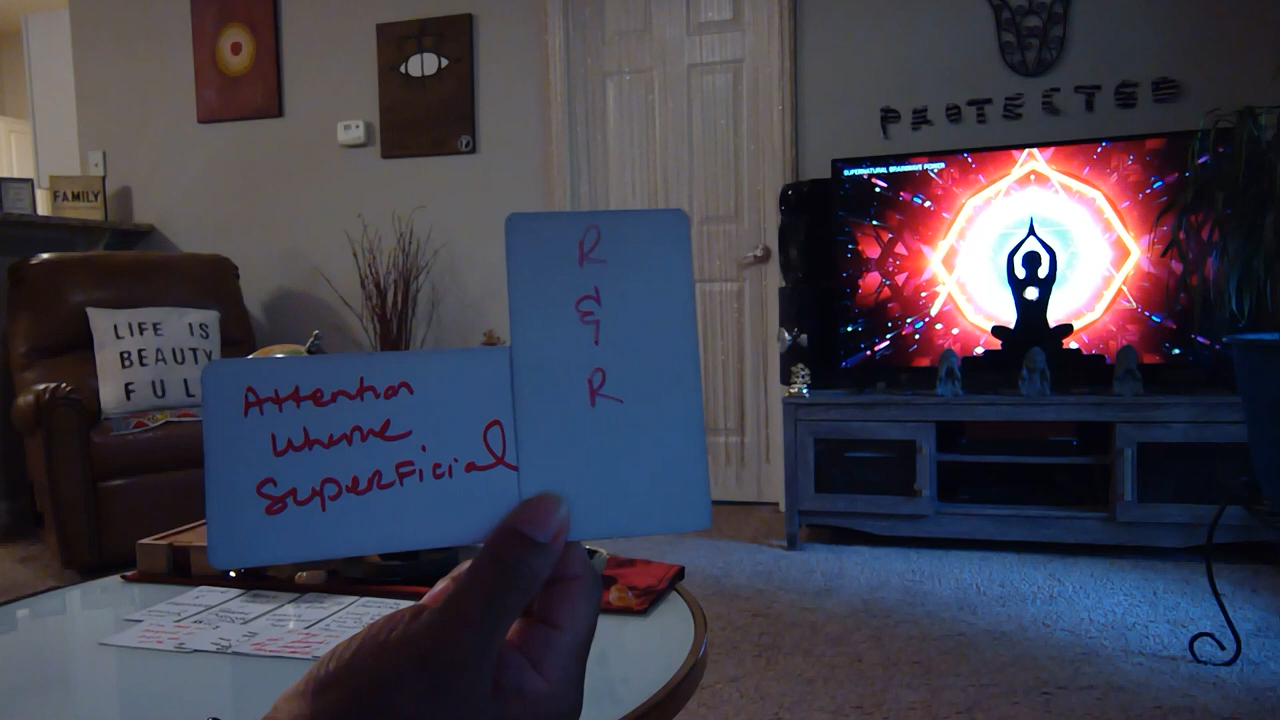 FAMILY
LIFE IS
BEAUTY
FUL
Attention
Whore
Superficial
R
&
R
PROTECTED
SUPERNATURAL BRAINWAVE POWER